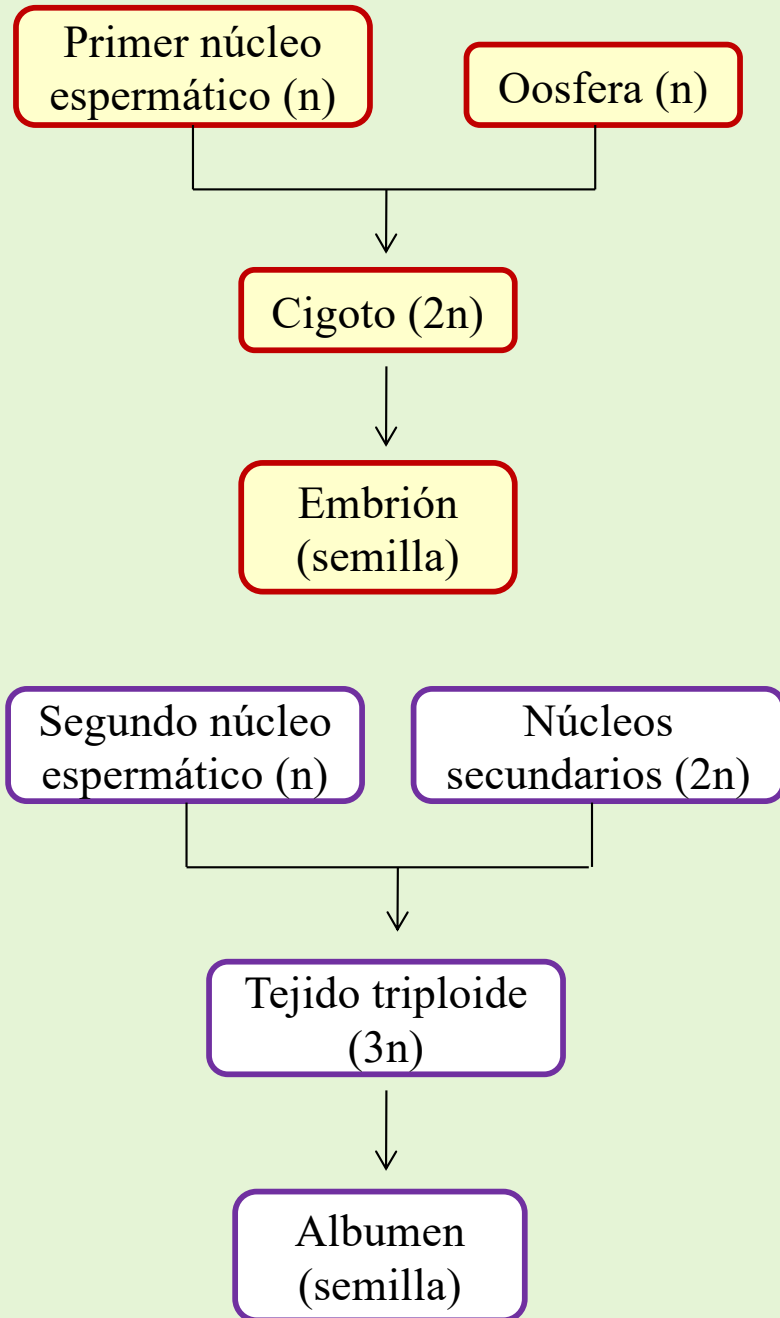 Primer núcleo
espermático (n)
Oosfera (n)
Cigoto (2n)
Embrión
(semilla)
Segundo núcleo
espermático (n)
Núcleos
secundarios (2n)
Tejido triploide
(3n)
Albumen
(semilla)